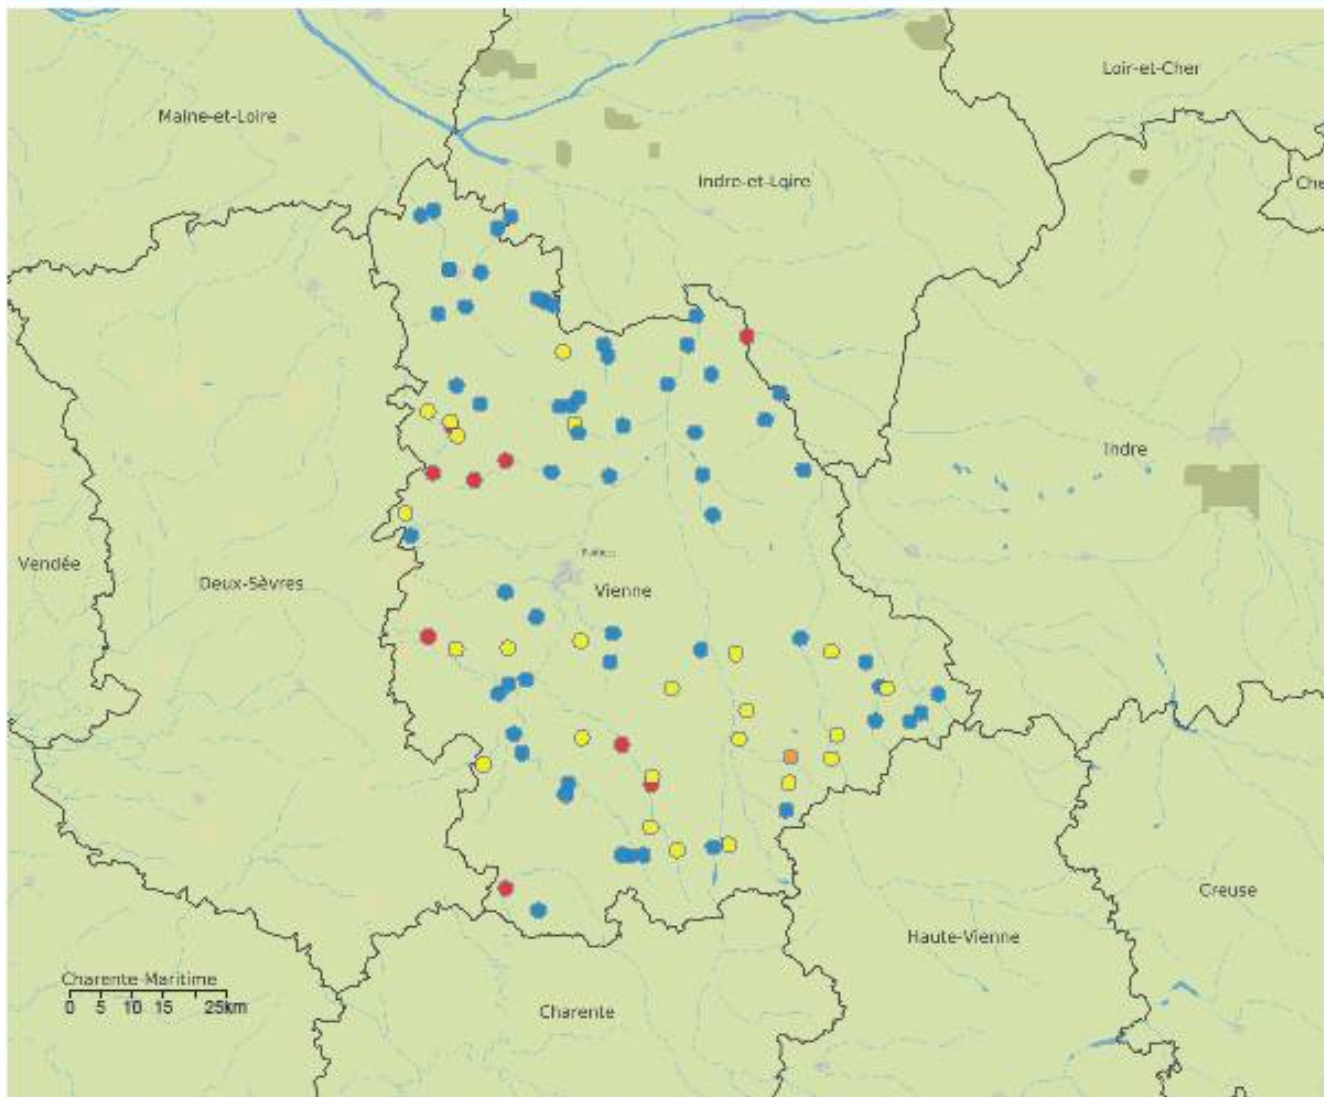 Loir-et-Cher
Maine-et-Loire
Indre-et-Loire
Che
Indre
Vendée
Deux-Sèvres
Poitiers
Vienne
Creuse
Haute-Vienne
Charente-Maritime
0 5 10 15 25km
Charente